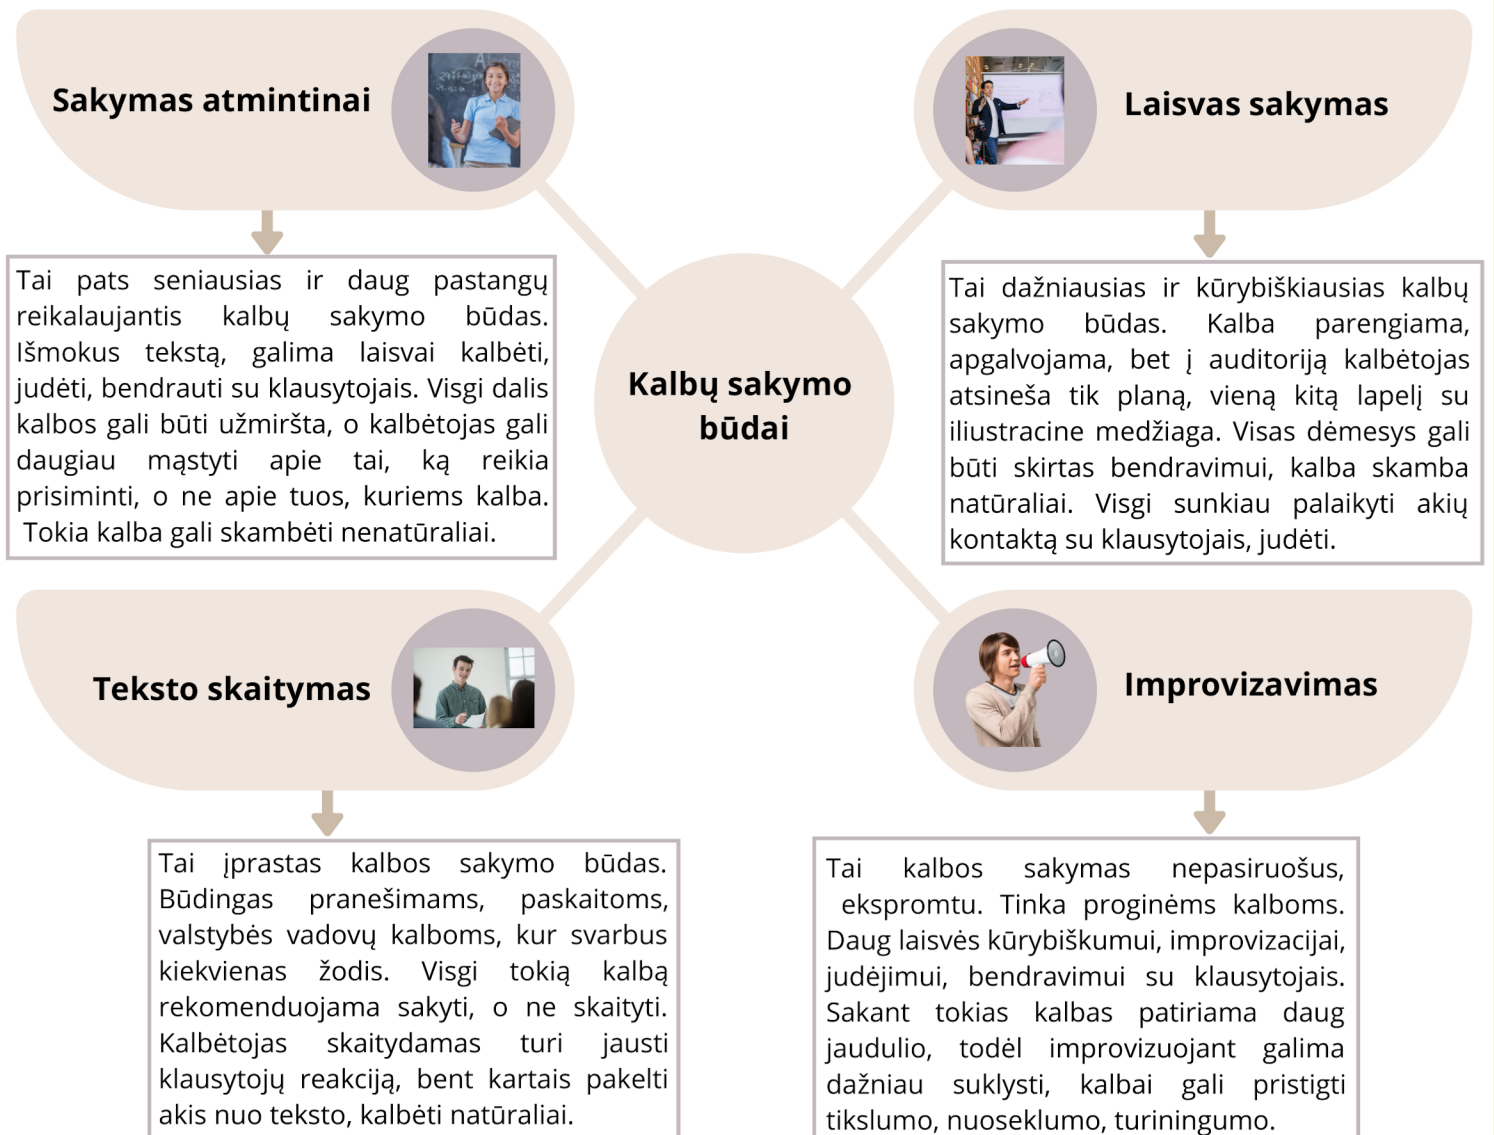 Sakymas atmintinai
Tai pats seniausias ir daug pastangų
reikalaujantis kalbų sakymo būdas.
Išmokus tekstą, galima laisvai kalbėti,
judėti, bendrauti su klausytojais. Visgi dalis
kalbos gali būti užmiršta, o kalbėtojas gali
daugiau mąstyti apie tai, ką reikia
prisiminti, o ne apie tuos, kuriems kalba.
Tokia kalba gali skambėti nenatūraliai.
Laisvas sakymas
Tai dažniausias ir kūrybiškiausias kalbų
sakymo būdas. Kalba parengiama,
apgalvojama, bet į auditoriją kalbėtojas
atsineša tik planą, vieną kitą lapelį su
iliustracine medžiaga. Visas dėmesys gali
būti skirtas bendravimui, kalba skamba
natūraliai. Visgi sunkiau palaikyti akių
kontaktą su klausytojais, judėti.
Kalbų sakymo
būdai
Teksto skaitymas
Tai įprastas kalbos sakymo būdas.
Būdingas pranešimams, paskaitoms,
valstybės vadovų kalboms, kur svarbus
kiekvienas žodis. Visgi tokią kalbą
rekomenduojama sakyti, o ne skaityti.
Kalbėtojas skaitydamas turi jausti
klausytojų reakciją, bent kartais pakelti
akis nuo teksto, kalbėti natūraliai.
Improvizavimas
Tai kalbos sakymas nepasiruošus,
ekspromtu. Tinka proginėms kalboms.
Daug laisvės kūrybiškumui, improvizacijai,
judėjimui, bendravimui su klausytojais.
Sakant tokias kalbas patiriama daug
jaudulio, todėl improvizuojant galima
dažniau suklysti, kalbai gali pristigti
tikslumo, nuoseklumo, turiningumo.